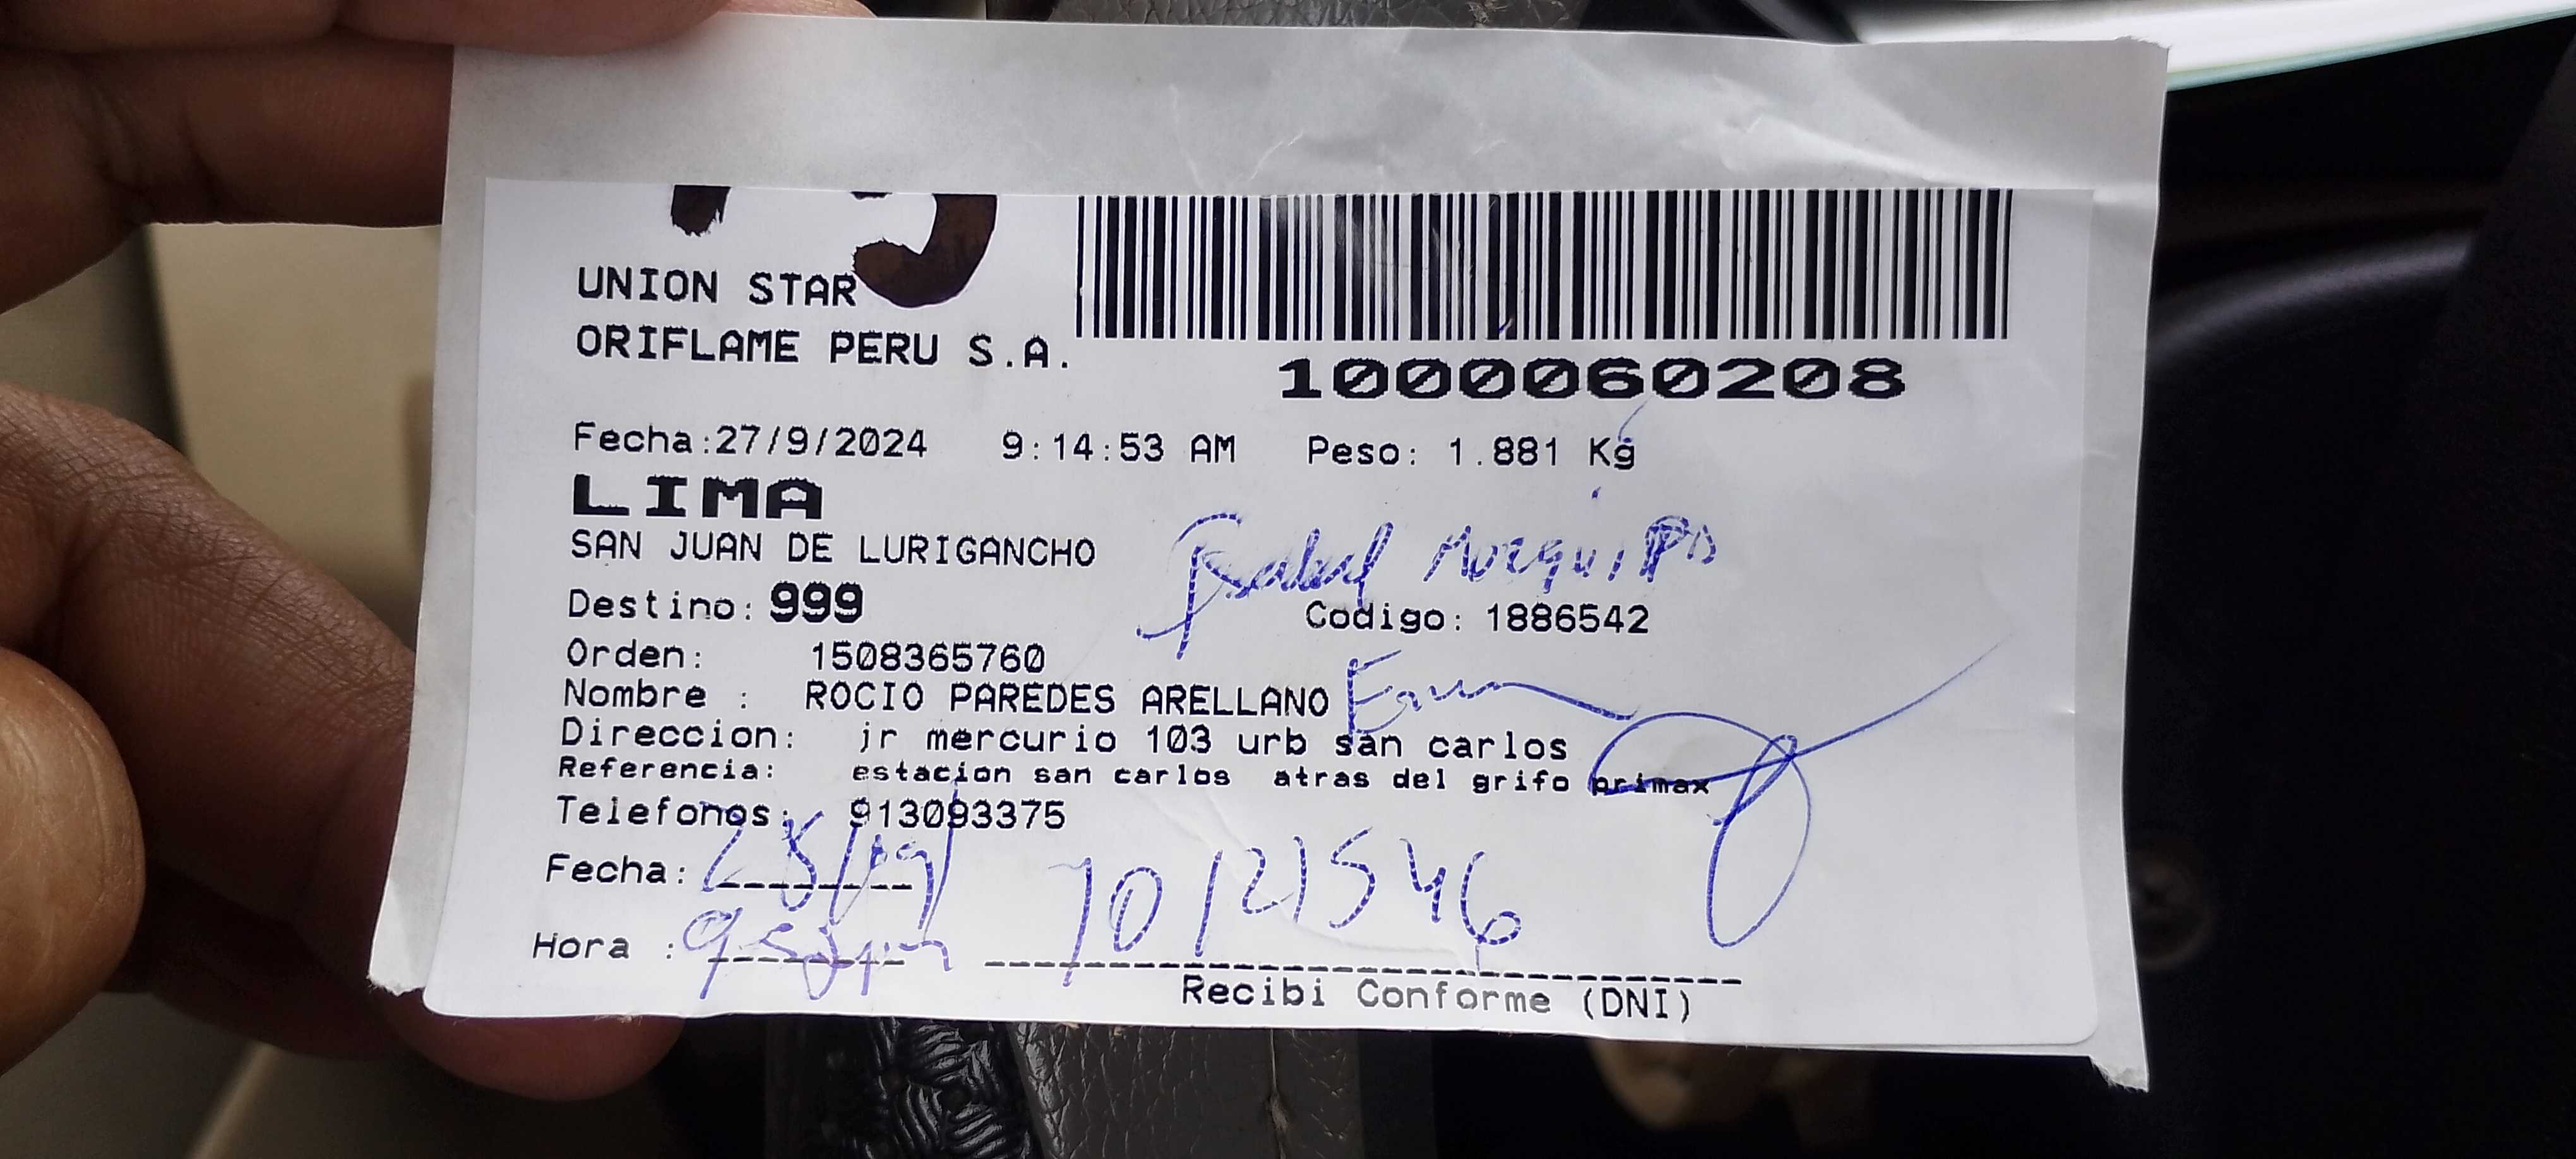 UNION STAR
ORIFLAME PERU S.A.
1000060208
Fecha:27/9/2024 9:14:53 AM Peso: 1.881 Kg
LIMA
SAN JUAN DE LURIGANCHO
Destino: 999
Codigo: 1886542
Orden: 1508365760
Nombre : ROCIO PAREDES ARELLANO
Direccion: jr mercurio 103 urb san carlos
Referencia: estacion san carlos atras del grifo primax
Telefonos: 913093375
Fecha:
70121546
Hora :
Recibi Conforme (DNI)